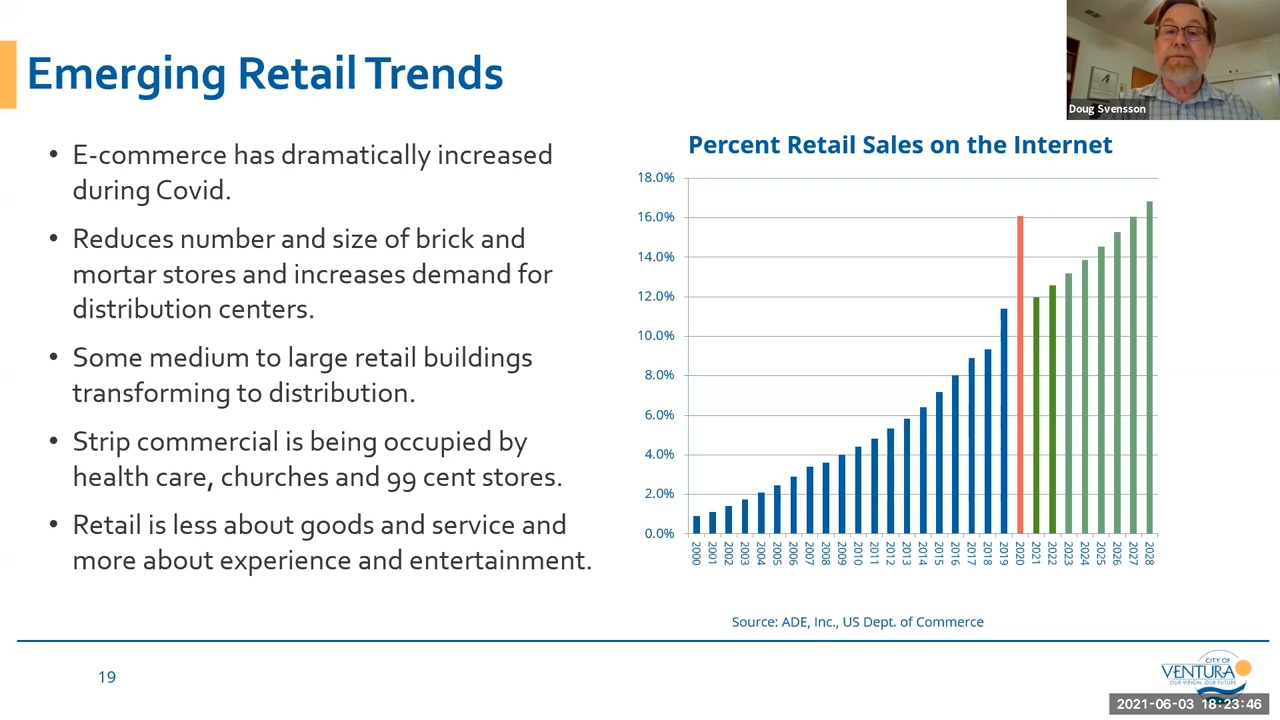 Emerging Retail Trends
Doug Svensson
• E-commerce has dramatically increased
during Covid.
• Reduces number and size of brick and
mortar stores and increases demand for
distribution centers.
• Some medium to large retail buildings
transforming to distribution.
• Strip commercial is being occupied by
health care, churches and 99 cent stores.
• Retail is less about goods and service and
more about experience and entertainment.
Percent Retail Sales on the Internet
18.0%
16.0%
14.0%
12.0%
10.0%
8.0%
6.0%
4.0%
2.0%
0.0%
2000 2001 2002 2003 2004 2005 2006 2007 2008 2009 2010 2011 2012 2013 2014 2015 2016 2017 2018 2019 2020 2021 2022 2023 2024 2025 2026 2027 2028
Source: ADE, Inc., US Dept. of Commerce
19
CITY OF
VENTURA
OUR VISION, OUR FUTURE
2021-06-03 18:23:46